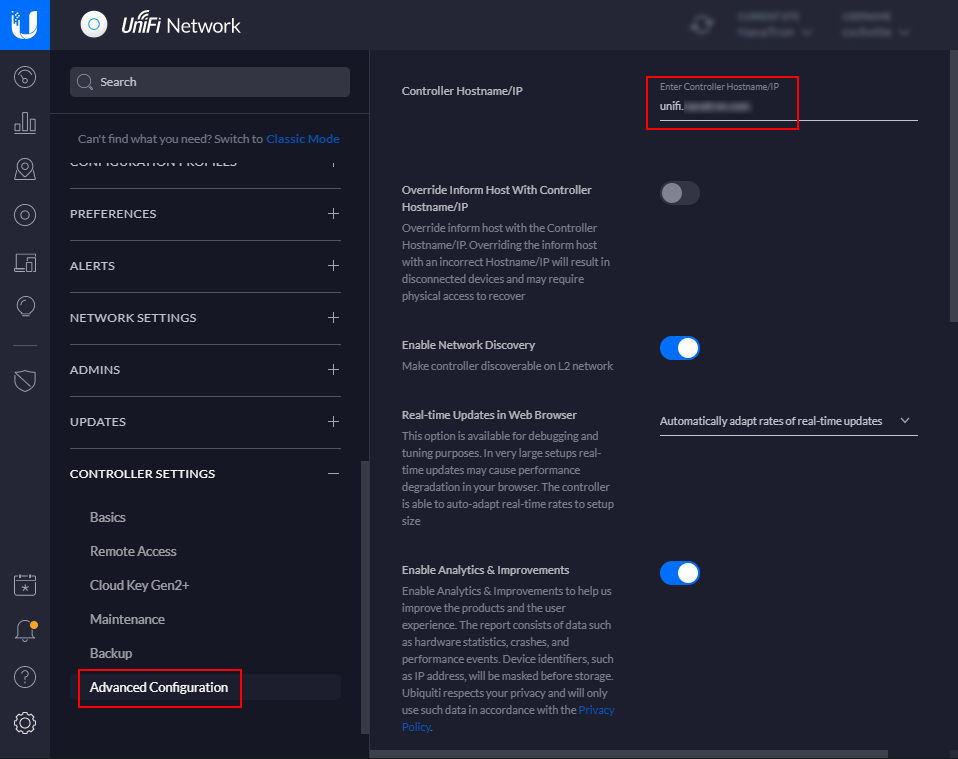 UniFi Network
Search
Can't find what you need? Switch to Classic Mode
CONFIGURATION PROFILES
PREFERENCES
ALERTS
NETWORK SETTINGS
ADMINS
UPDATES
CONTROLLER SETTINGS
Basics
Remote Access
Cloud Key Gen2+
Maintenance
Backup
Advanced Configuration
Controller Hostname/IP
Enter Controller Hostname/IP
unifi.
Override Inform Host With Controller
Hostname/IP
Override inform host with the Controller
Hostname/IP. Overriding the inform host
with an incorrect Hostname/IP will result in
disconnected devices and may require
physical access to recover
Enable Network Discovery
Make controller discoverable on L2 network
Real-time Updates in Web Browser
Automatically adapt rates of real-time updates
This option is available for debugging and
tuning purposes. In very large setups real-
time updates may cause performance
degradation in your browser. The controller
is able to auto-adapt real-time rates to setup
size
Enable Analytics & Improvements
Enable Analytics & Improvements to help us
improve the products and the user
experience. The report consists of data such
as hardware statistics, crashes, and
performance events. Device identifiers, such
as IP address, will be masked before storage.
Ubiquiti respects your privacy and will only
use such data in accordance with the Privacy
Policy.